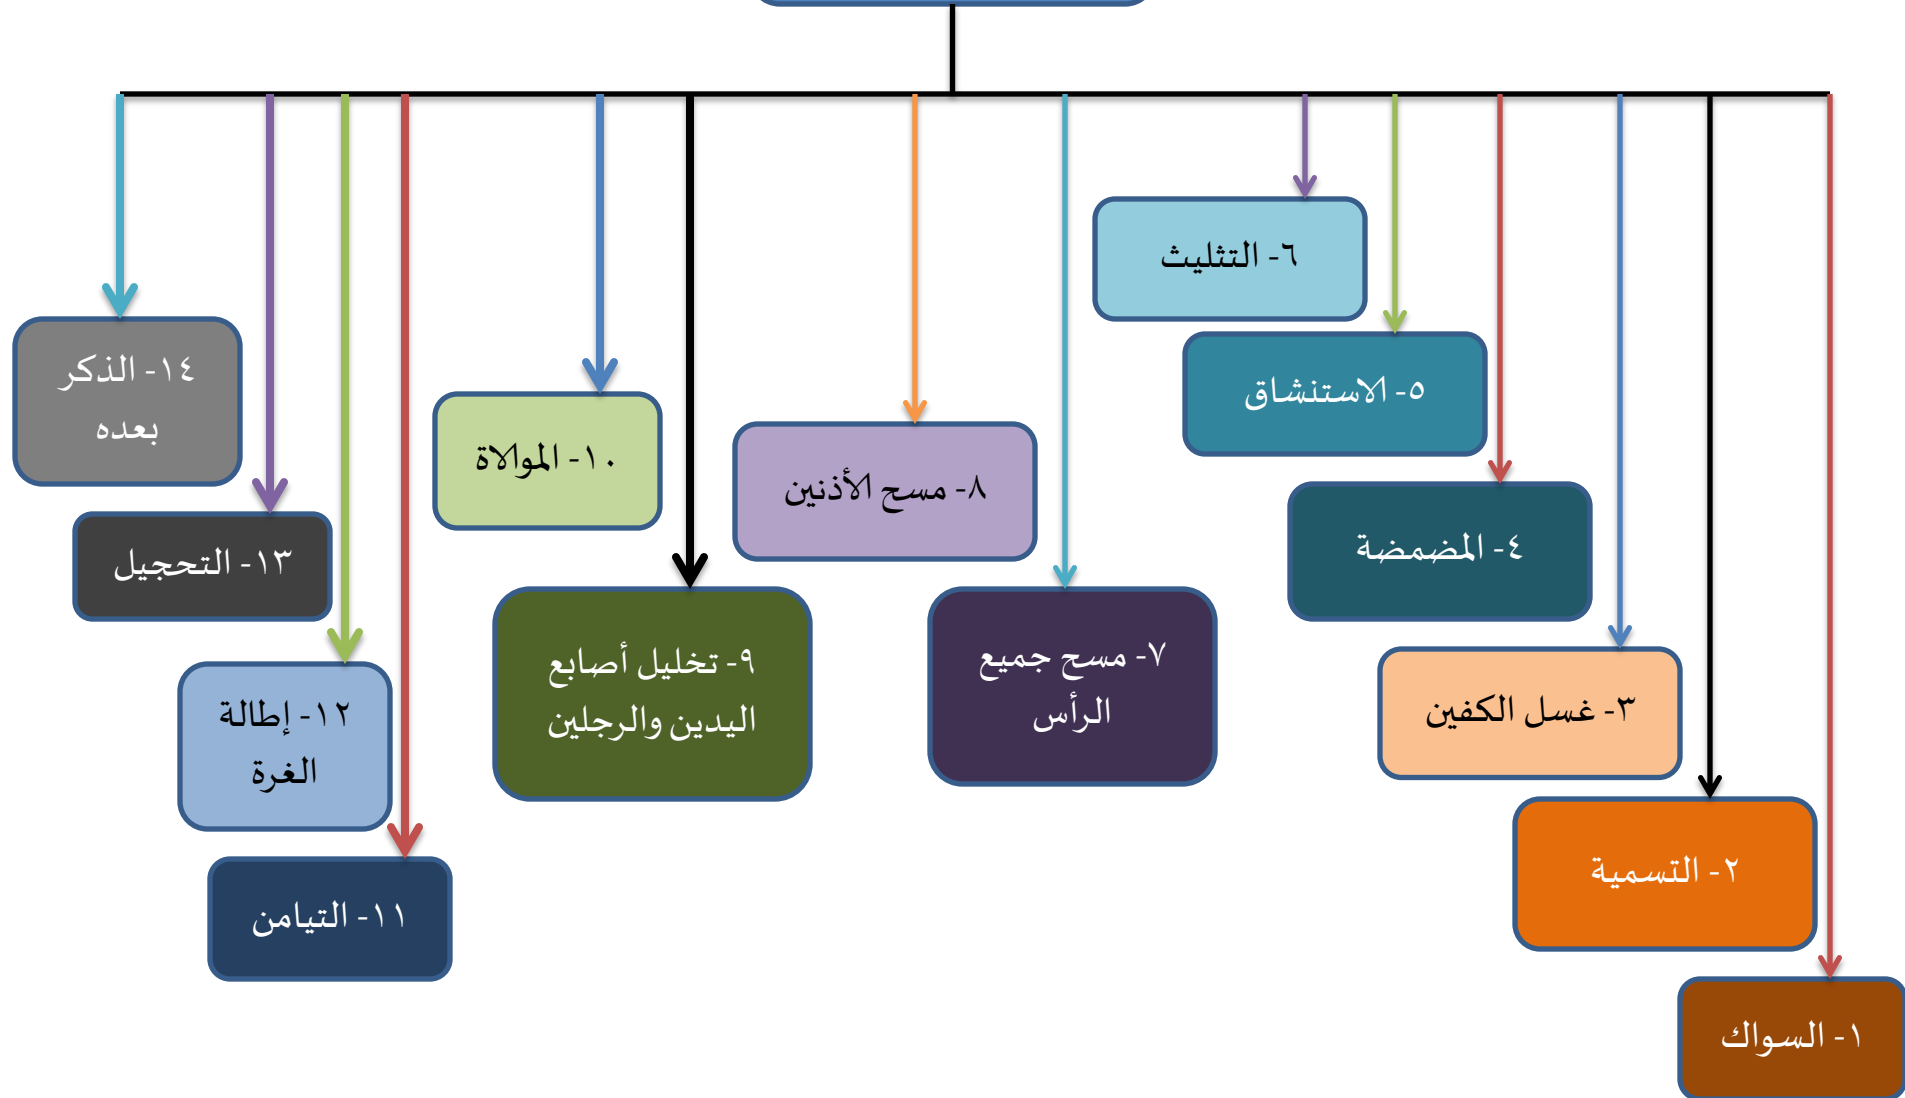 ١- السواك
٢- التسمية
٣- غسل الكفين
٤- المضمضة
٥- الاستنشاق
٦- التثليث
٧- مسح جميع
الرأس
٨- مسح الأذنين
٩- تخليل أصابع
اليدين والرجلين
١٠- الموالاة
١١- التيامن
١٢- إطالة
الغرة
١٣- التحجيل
١٤- الذكر
بعده